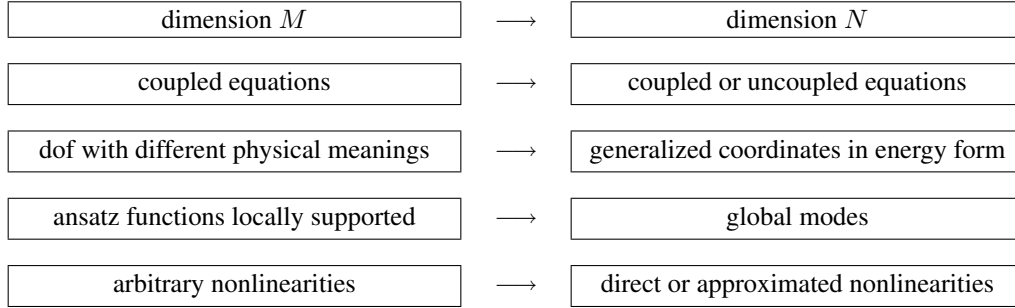 dimension M → dimension N
coupled equations → coupled or uncoupled equations
dof with different physical meanings → generalized coordinates in energy form
ansatz functions locally supported → global modes
arbitrary nonlinearities → direct or approximated nonlinearities